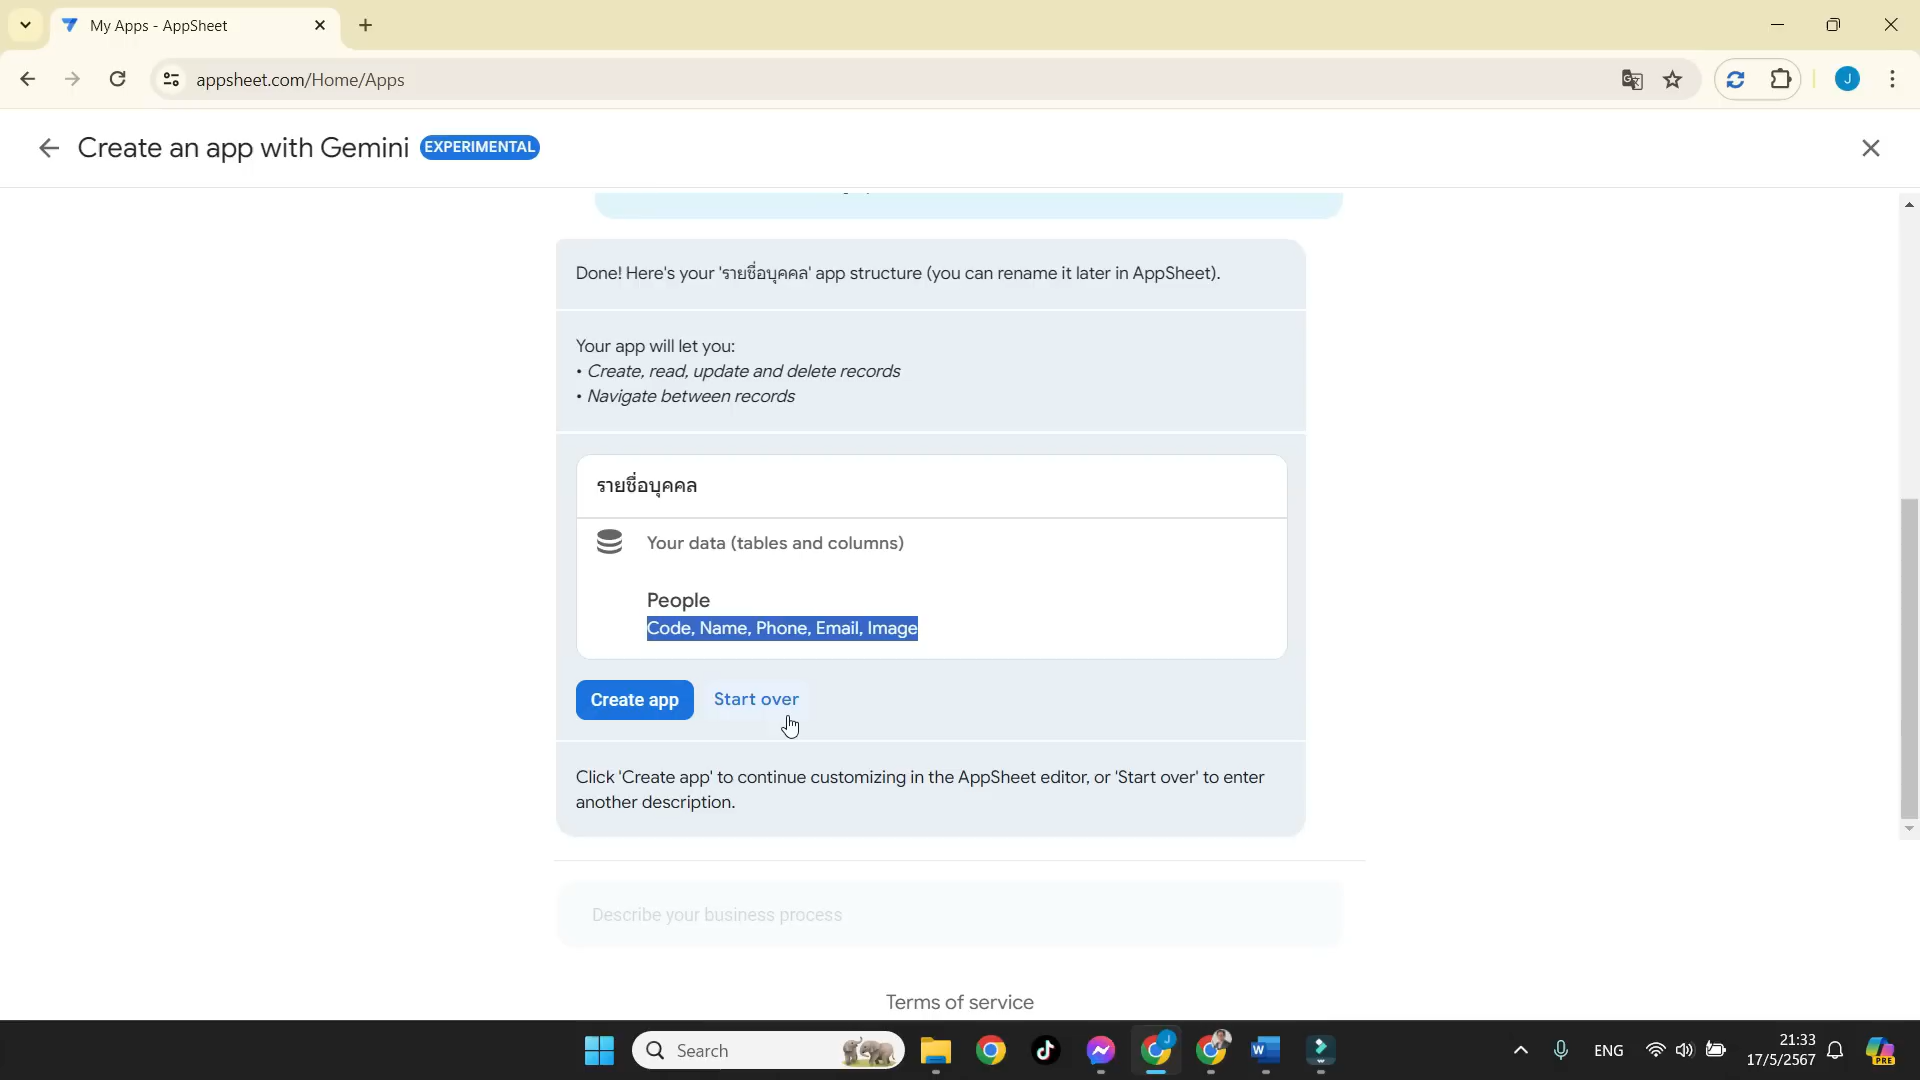 My Apps - AppSheet
appsheet.com/Home/Apps
J
Create an app with Gemini EXPERIMENTAL
Done! Here's your 'รายชื่อบุคคล' app structure (you can rename it later in AppSheet).
Your app will let you:
• Create, read, update and delete records
• Navigate between records
รายชื่อบุคคล
Your data (tables and columns)
People
Code, Name, Phone, Email, Image
Create app
Start over
Click 'Create app' to continue customizing in the AppSheet editor, or 'Start over' to enter
another description.
Describe your business process
Terms of service
Search
J
W
ENG
21:33
17/5/2567
PRE